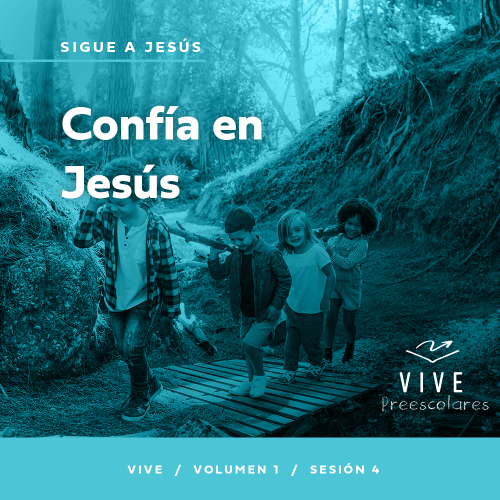 SIGUE A JESÚS
Confía en
Jesús
VIVE
Preescolares
VIVE / VOLUMEN 1 / SESIÓN 4